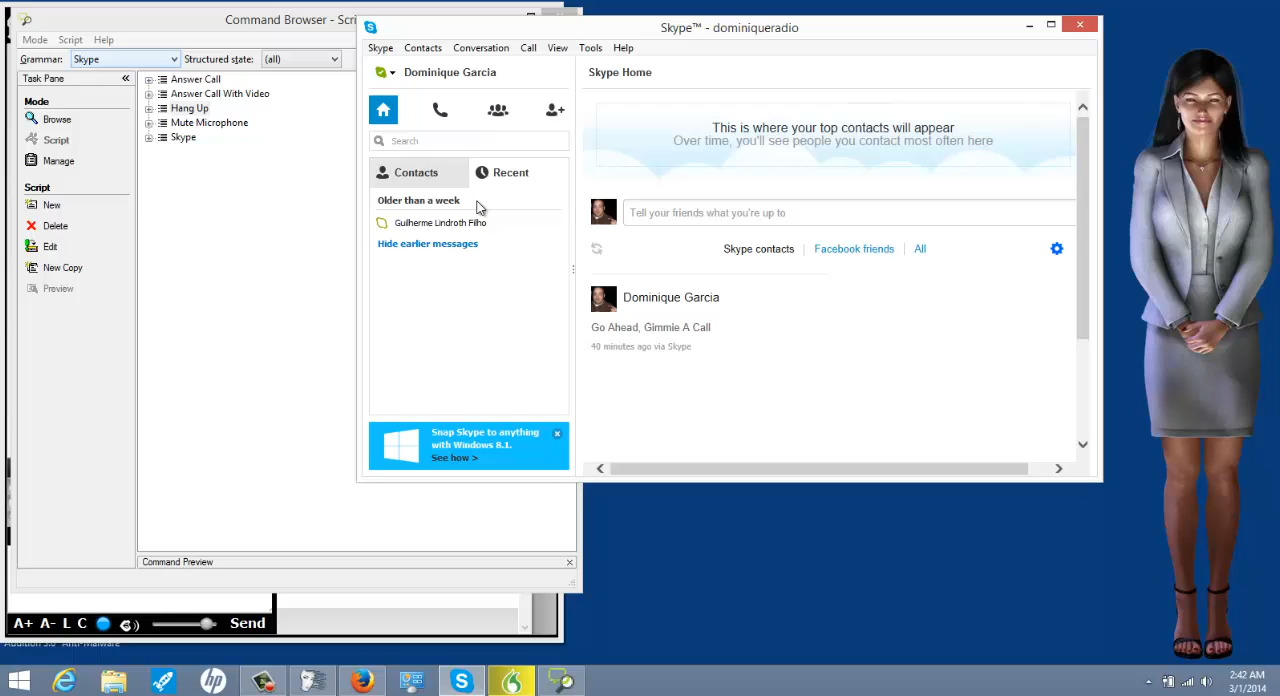 Command Browser - Scri
Mode Script Help
Grammar: Skype Structured state: (all)
Task Pane «
Mode
Browse
Script
Manage
Script
New
Delete
Edit
New Copy
Preview
Answer Call
Answer Call With Video
Hang Up
Mute Microphone
Skype
Command Preview
Skype™ - dominiqueradio
Skype Contacts Conversation Call View Tools Help
Dominique Garcia
Search
Contacts Recent
Older than a week
Guilherme Lindroth Filho
Hide earlier messages
Snap Skype to anything
with Windows 8.1.
See how >
Skype Home
This is where your top contacts will appear
Over time, you'll see people you contact most often here
Tell your friends what you're up to
Skype contacts Facebook friends All
Dominique Garcia
Go Ahead, Gimmie A Call
40 minutes ago via Skype
A+ A- L C Send
hp
2:42 AM
3/1/2014